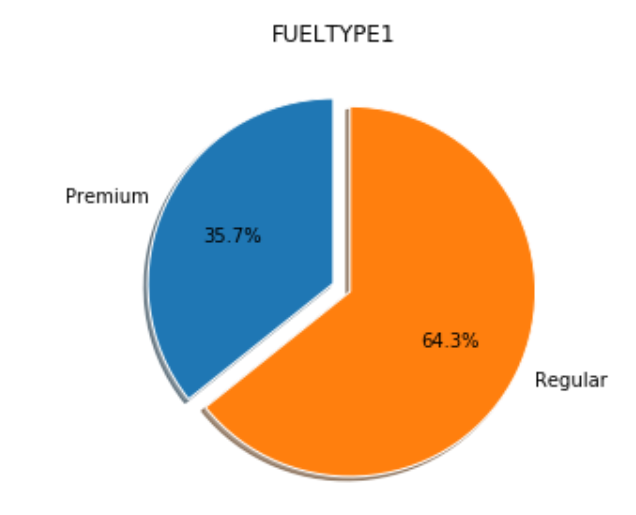 FUELTYPE1
Premium
35.7%
64.3%
Regular